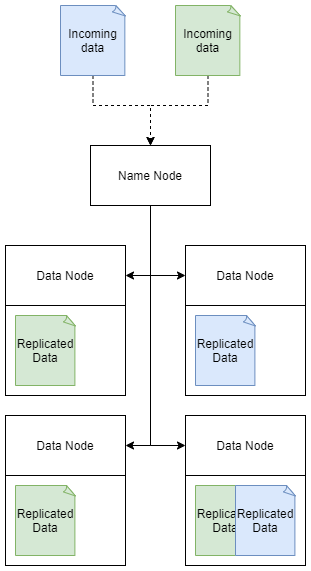 Incoming
data
Incoming
data
Name Node
Data Node
Data Node
Replicated
Data
Replicated
Data
Data Node
Data Node
Replicated
Data
Replica
Data
Replicated
Data